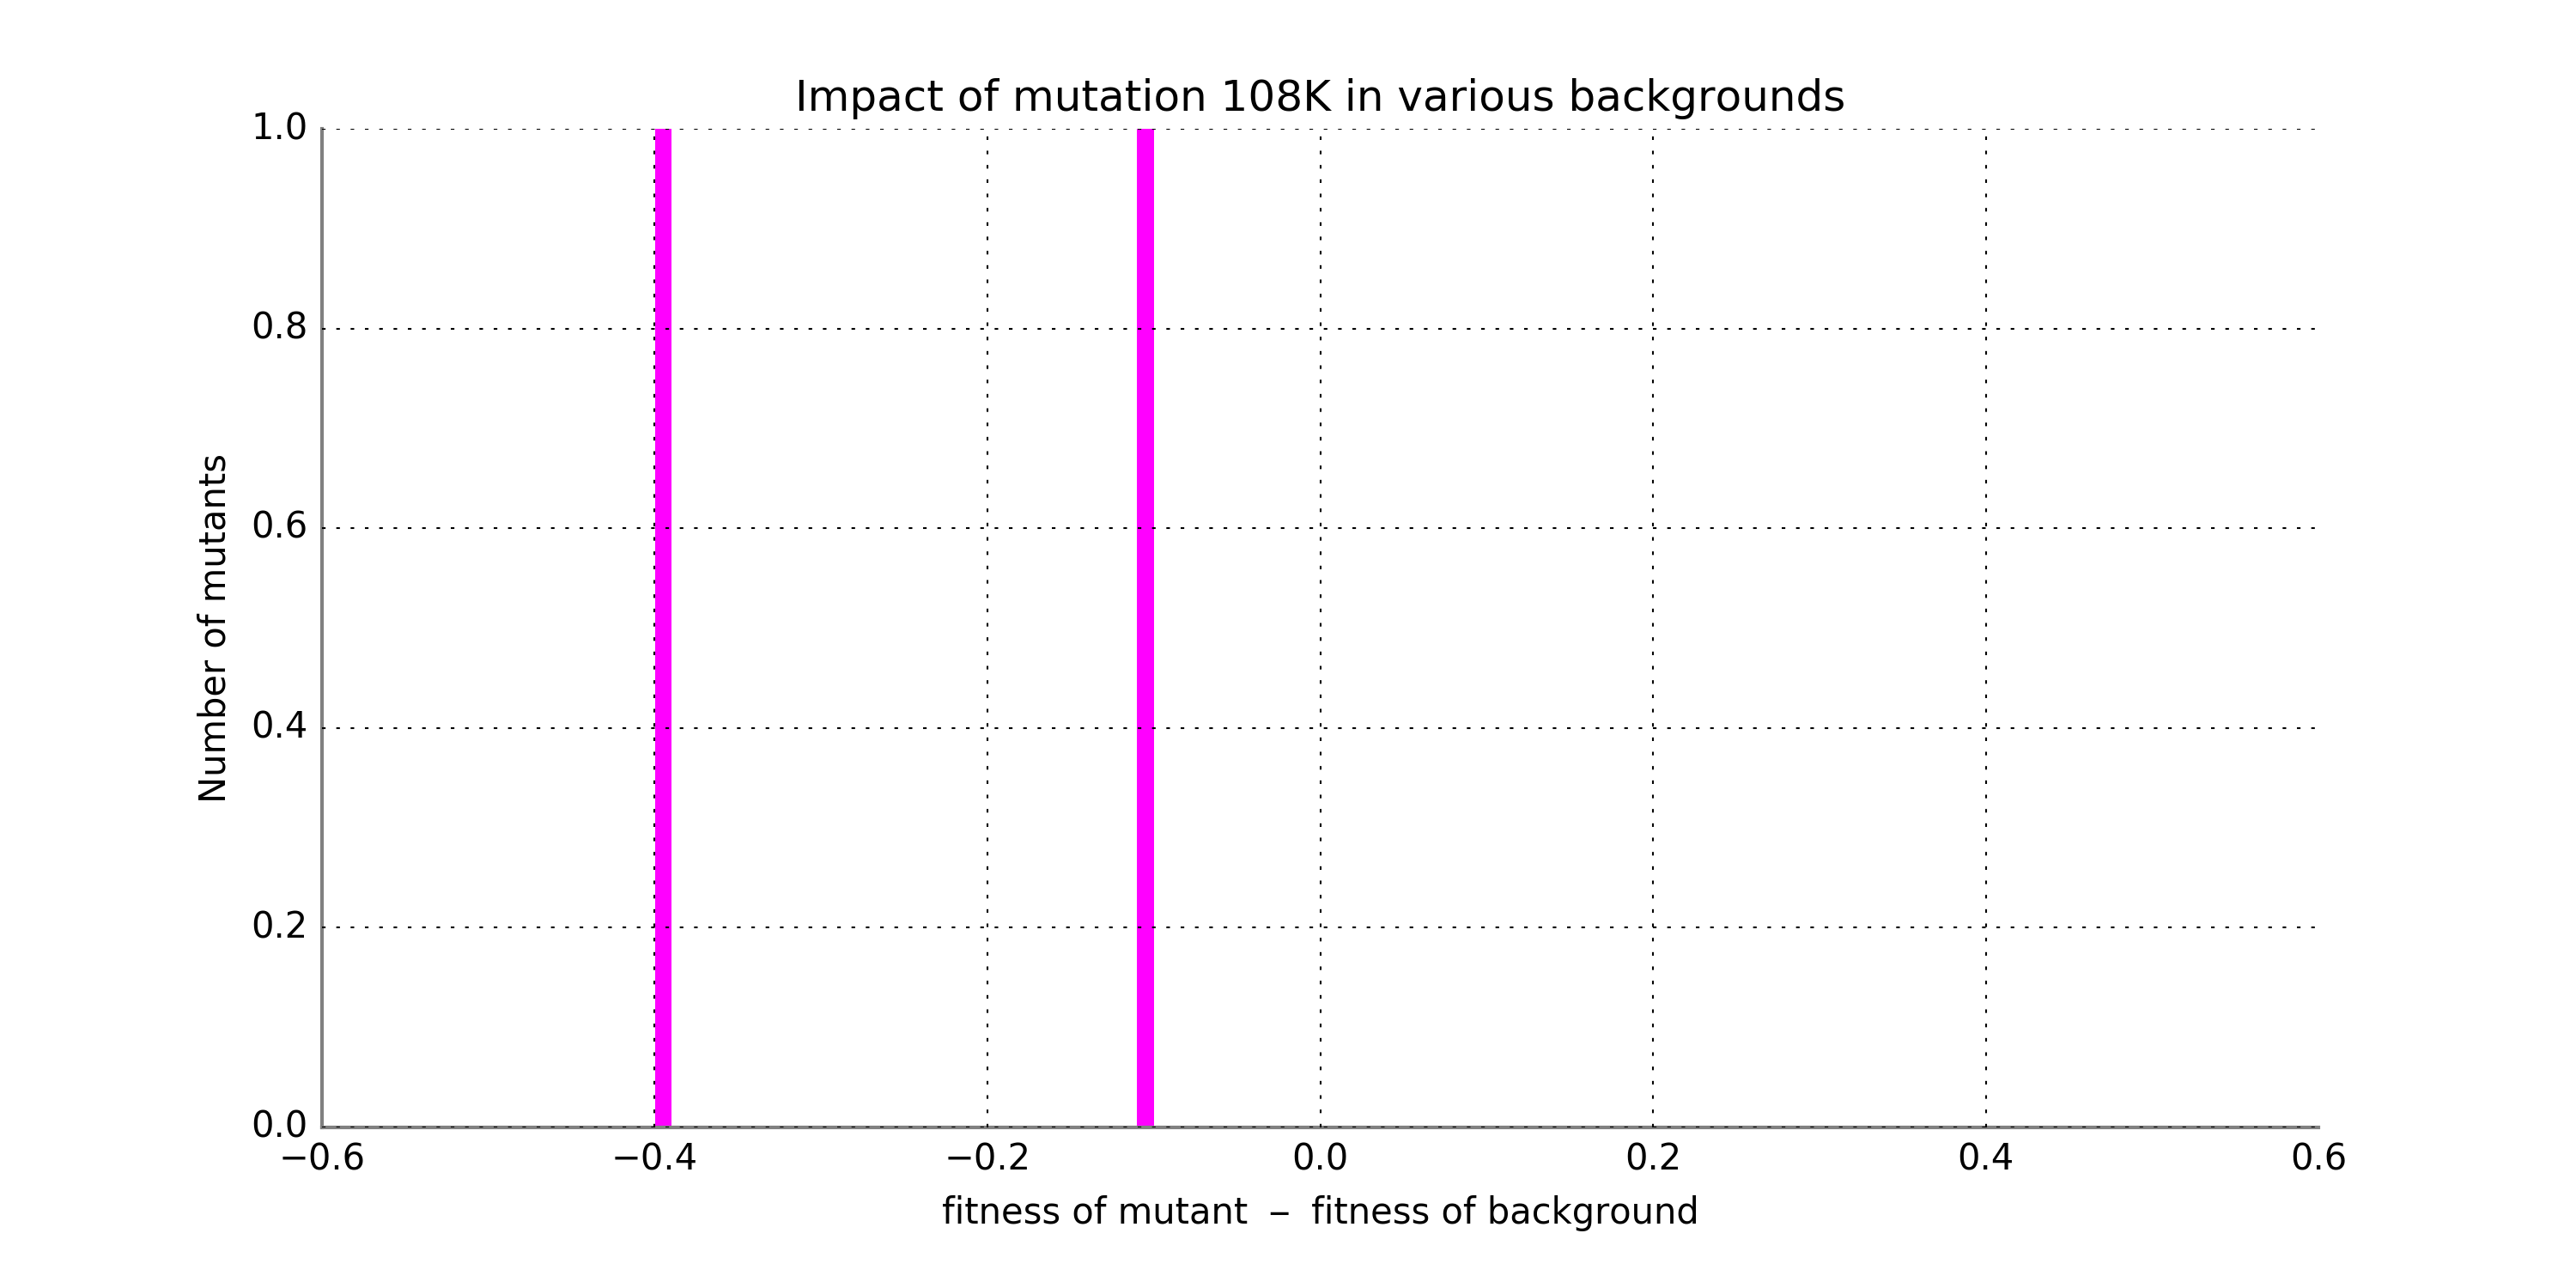 Impact of mutation 108K in various backgrounds
1.0
0.8
0.6
0.4
0.2
0.0
Number of mutants
−0.6 −0.4 −0.2 0.0 0.2 0.4 0.6
fitness of mutant − fitness of background